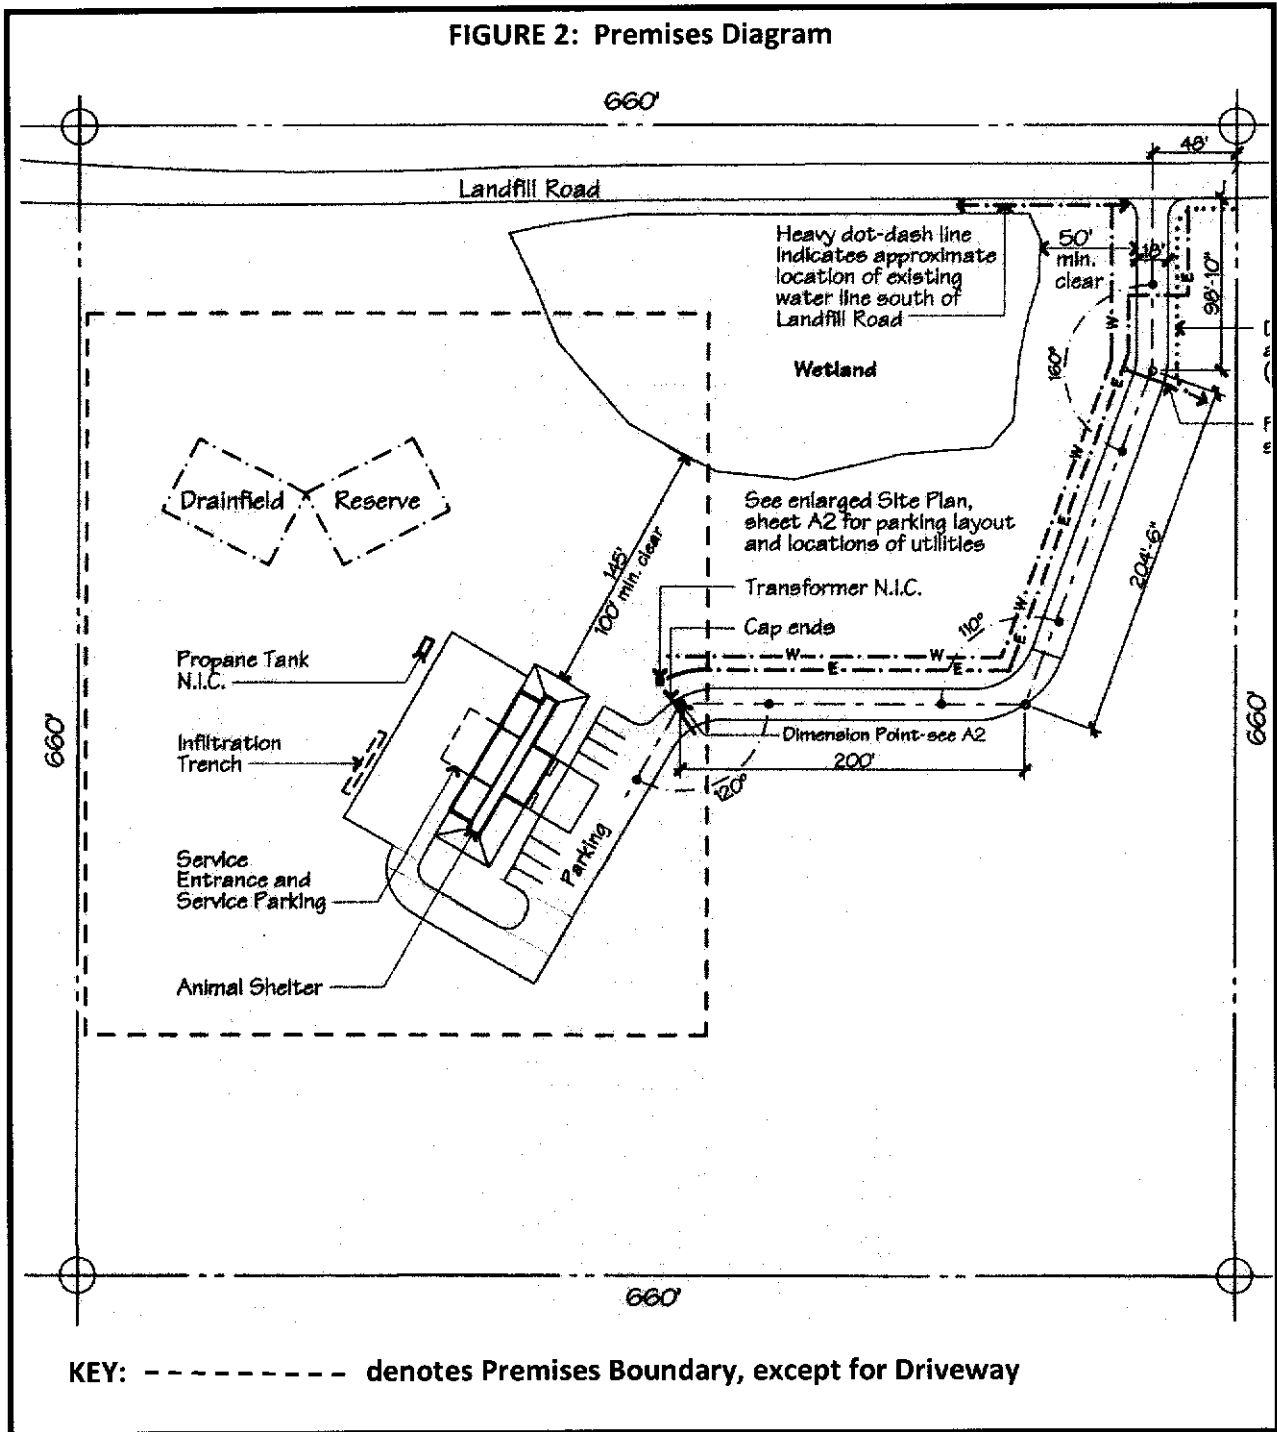 FIGURE 2: Premises Diagram
660'
48'
Landfill Road
Heavy dot-dash line
indicates approximate
location of existing
water line south of
Landfill Road
50'
min.
clear
18'
E
98'-10"
W
160°
Wetland
E
W
Drainfield
Reserve
See enlarged Site Plan,
sheet A2 for parking layout
and locations of utilities
E
145'
100' min. clear
204'-6"
Transformer N.I.C.
W
110°
Cap ends
E
W
W
E
E
Propane Tank
N.I.C.
660'
660'
Infiltration
Trench
Dimension Point-see A2
200'
120°
Parking
Service
Entrance and
Service Parking
Animal Shelter
660'
KEY: - - - - - - - - - denotes Premises Boundary, except for Driveway